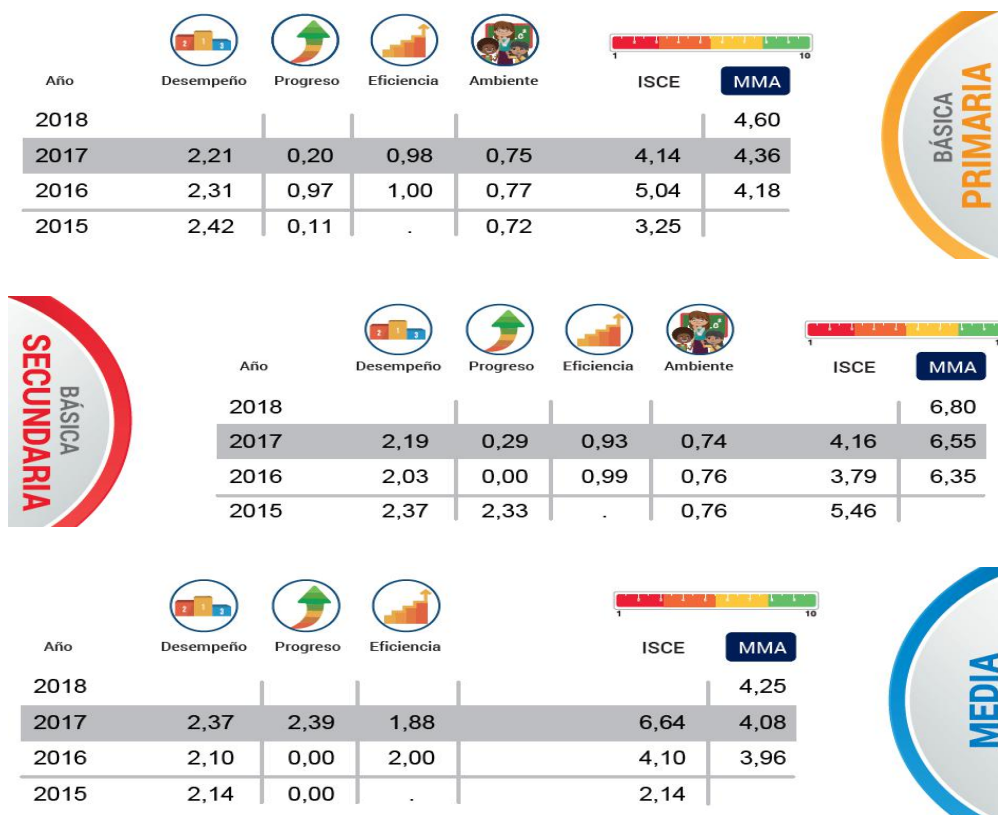 1 10
Año Desempeño Progreso Eficiencia Ambiente ISCE MMA
2018 4,60
2017 2,21 0,20 0,98 0,75 4,14 4,36
2016 2,31 0,97 1,00 0,77 5,04 4,18
2015 2,42 0,11 . 0,72 3,25
BÁSICA
PRIMARIA
BÁSICA
SECUNDARIA
1 1
Año Desempeño Progreso Eficiencia Ambiente ISCE MMA
2018 6,80
2017 2,19 0,29 0,93 0,74 4,16 6,55
2016 2,03 0,00 0,99 0,76 3,79 6,35
2015 2,37 2,33 . 0,76 5,46
1 10
Año Desempeño Progreso Eficiencia ISCE MMA
2018 4,25
2017 2,37 2,39 1,88 6,64 4,08
2016 2,10 0,00 2,00 4,10 3,96
2015 2,14 0,00 . 2,14
MEDIA